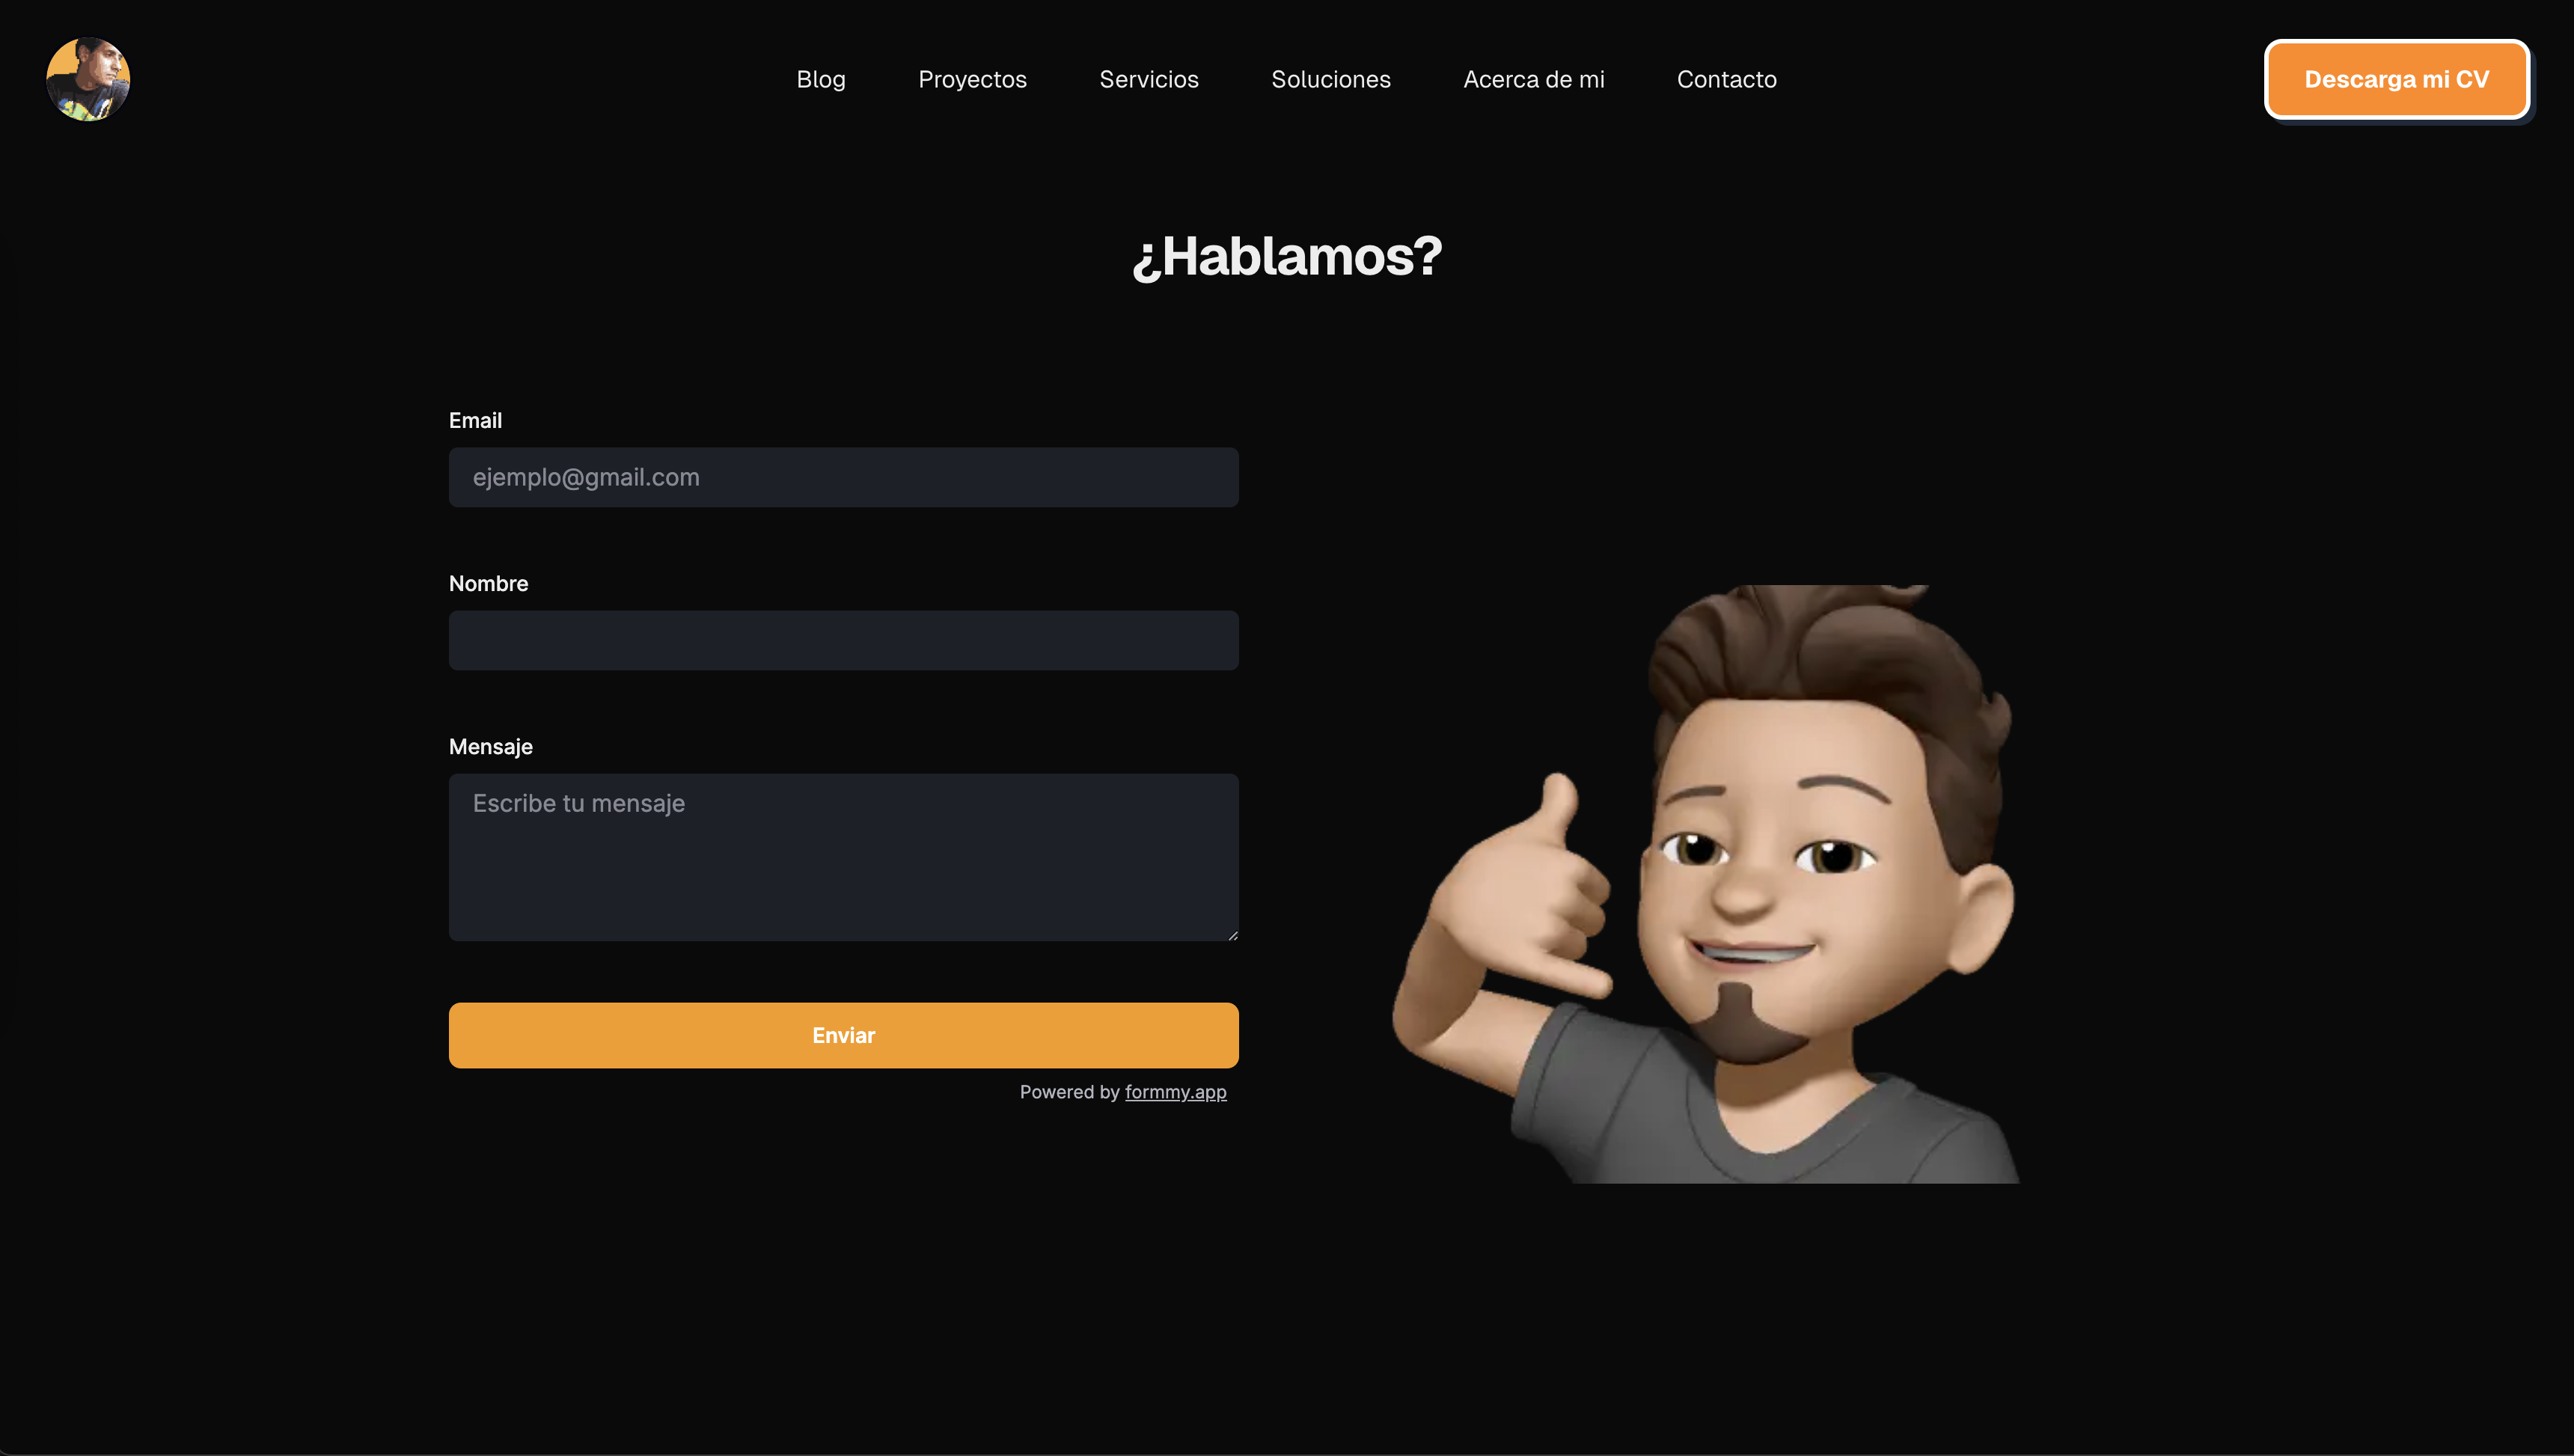 Blog
Proyectos
Servicios
Soluciones
Acerca de mi
Contacto
Descarga mi CV
¿Hablamos?
Email
ejemplo@gmail.com
Nombre
Mensaje
Escribe tu mensaje
Enviar
Powered by formmy.app